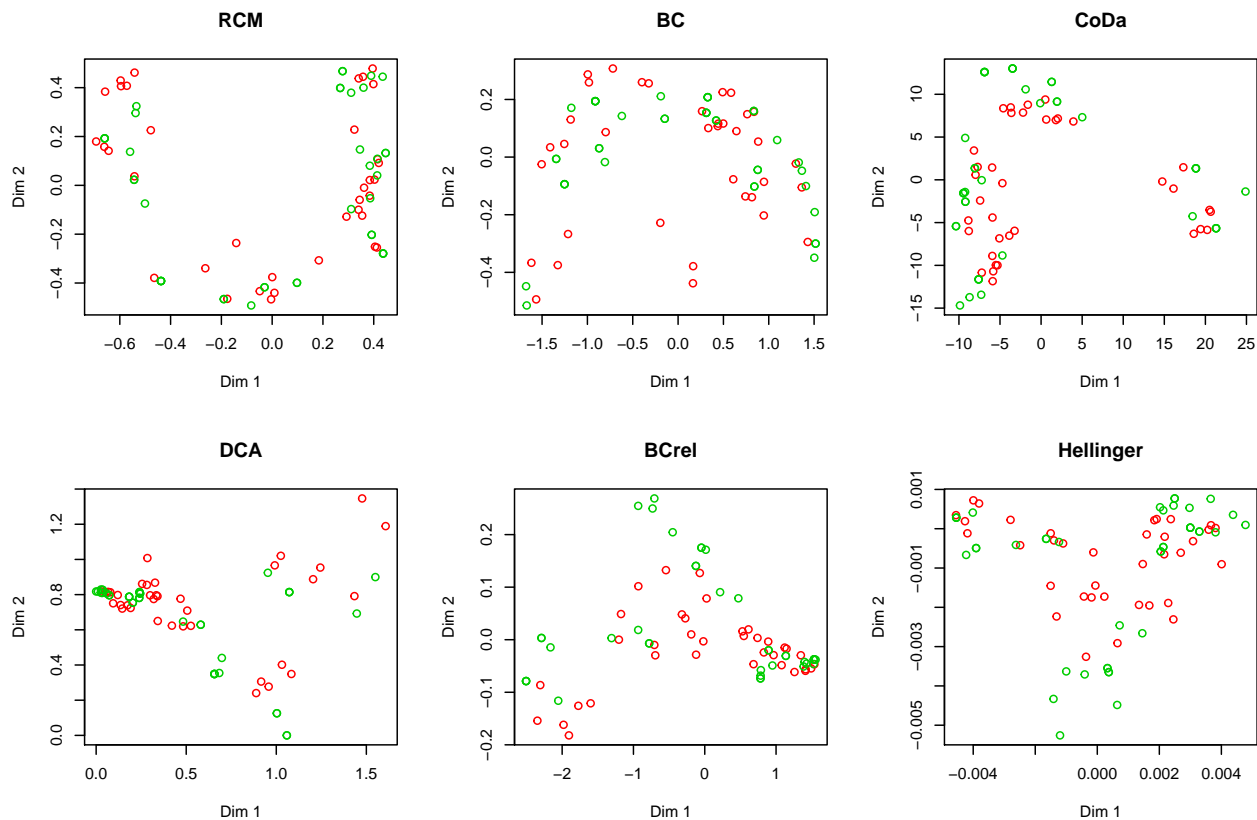 RCM
0.4
0.2
0.0
−0.2
−0.4
Dim 2
−0.6 −0.4 −0.2 0.0 0.2 0.4
Dim 1
BC
0.2
0.0
−0.2
−0.4
Dim 2
−1.5 −1.0 −0.5 0.0 0.5 1.0 1.5
Dim 1
CoDa
10
5
0
−5
−10
−15
Dim 2
−10 −5 0 5 10 15 20 25
Dim 1
DCA
1.2
0.8
0.4
0.0
Dim 2
0.0 0.5 1.0 1.5
Dim 1
BCrel
0.2
0.1
0.0
−0.1
−0.2
Dim 2
−2 −1 0 1
Dim 1
Hellinger
0.001
−0.001
−0.003
−0.005
Dim 2
−0.004 0.000 0.002 0.004
Dim 1